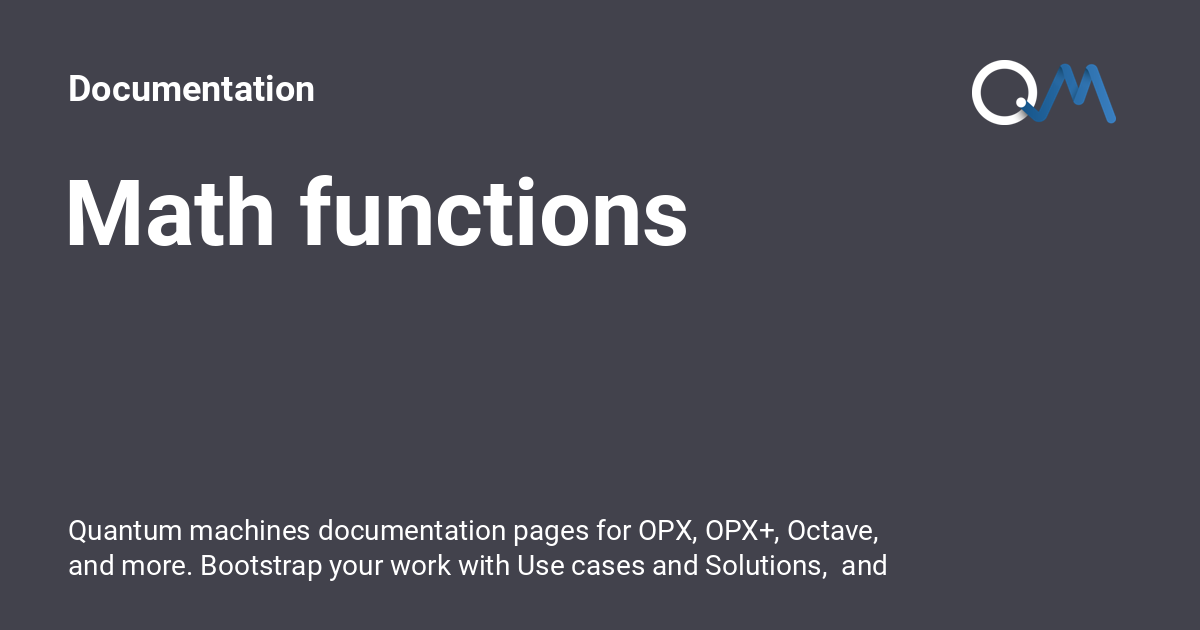 Documentation
QM
Math functions
Quantum machines documentation pages for OPX, OPX+, Octave,
and more. Bootstrap your work with Use cases and Solutions,  and